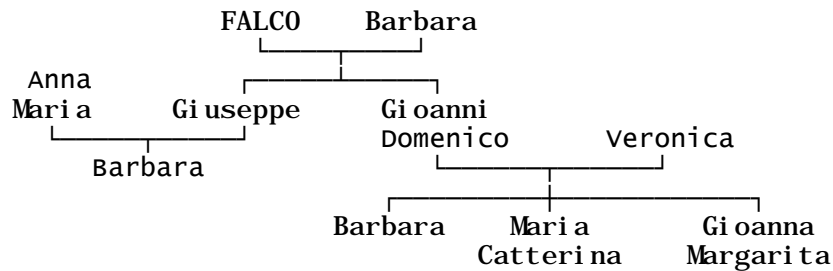 FALCO Barbara
Anna
Maria Giuseppe Gioanni
Domenico Veronica
Barbara
Barbara Maria Gioanna
Catterina Margarita